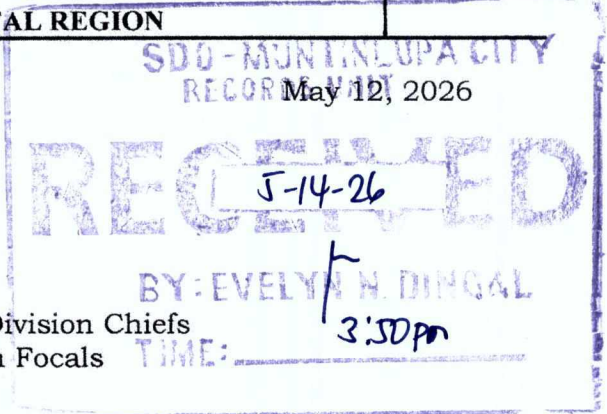 AL REGION
SDO-MUNTINLUPA CITY
RECORDS UNIT
May 12, 2026
RECEIVED
5-14-26
BY: EVELYN N. DINGAL
Division Chiefs
3:50pm
n Focals
TIME: